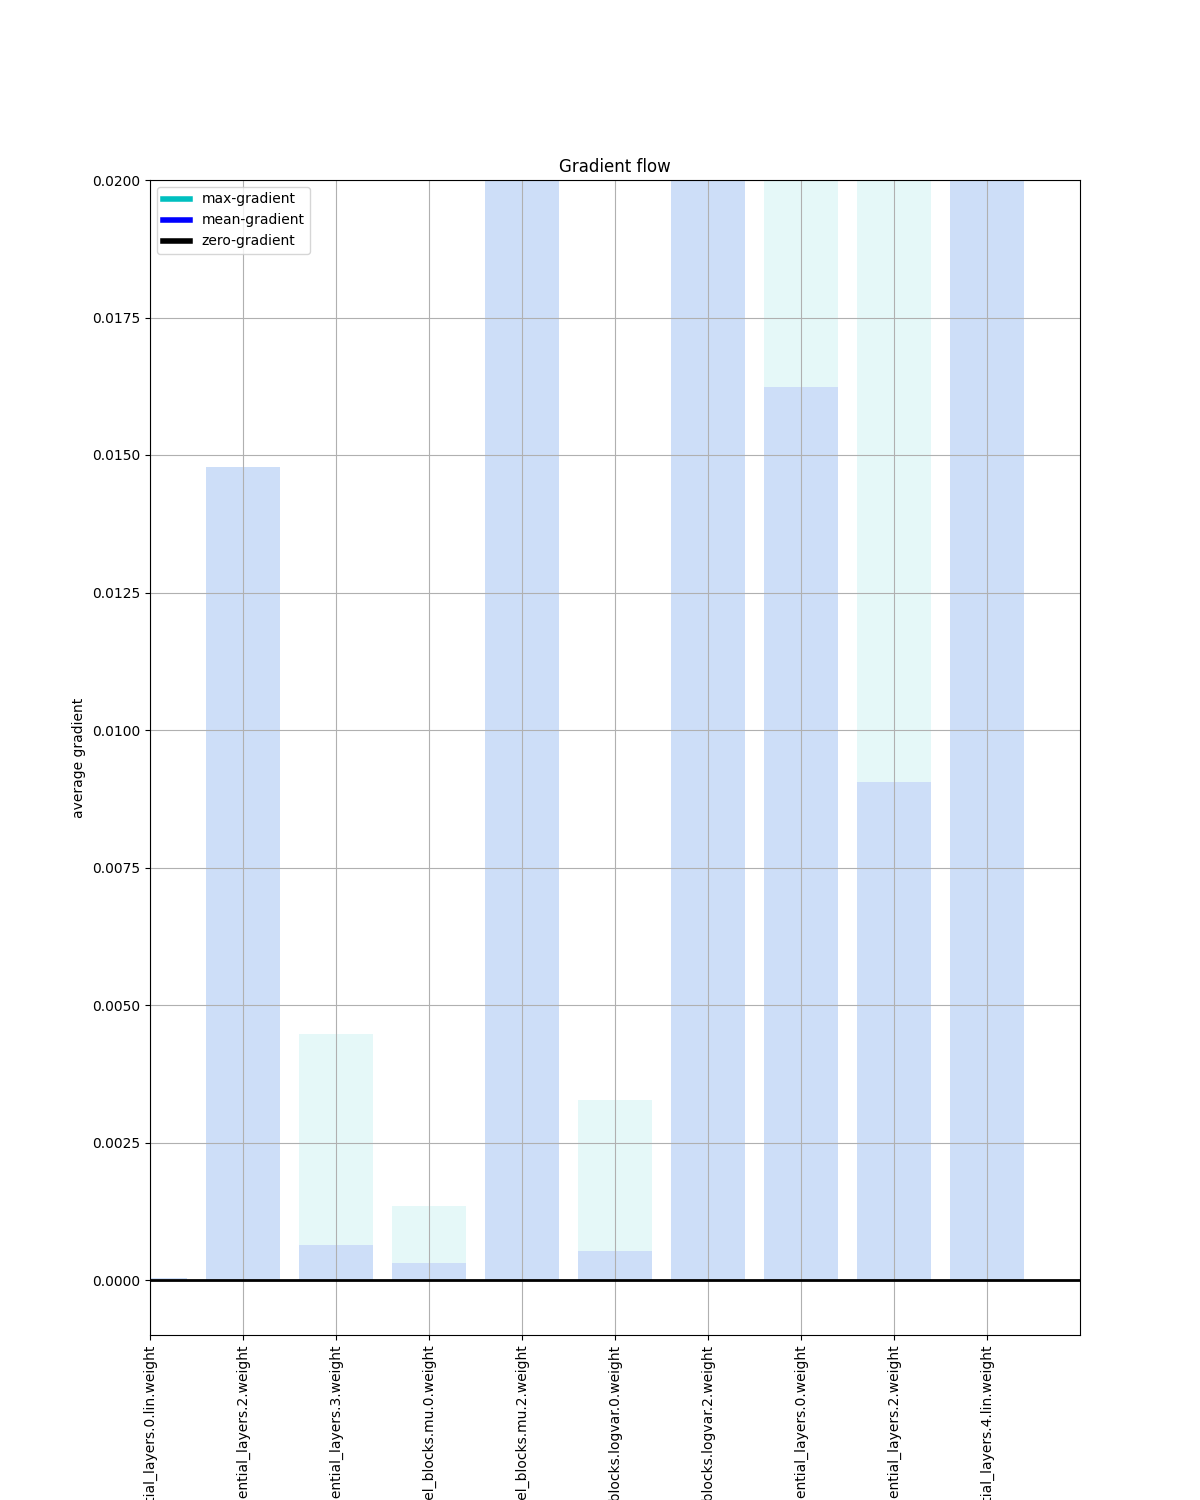 Gradient flow
max-gradient
mean-gradient
zero-gradient
0.0200
0.0175
0.0150
0.0125
0.0100
0.0075
0.0050
0.0025
0.0000
average gradient
tial_layers.0.lin.weight
ential_layers.2.weight
ential_layers.3.weight
el_blocks.mu.0.weight
el_blocks.mu.2.weight
blocks.logvar.0.weight
blocks.logvar.2.weight
ential_layers.0.weight
ential_layers.2.weight
tial_layers.4.lin.weight